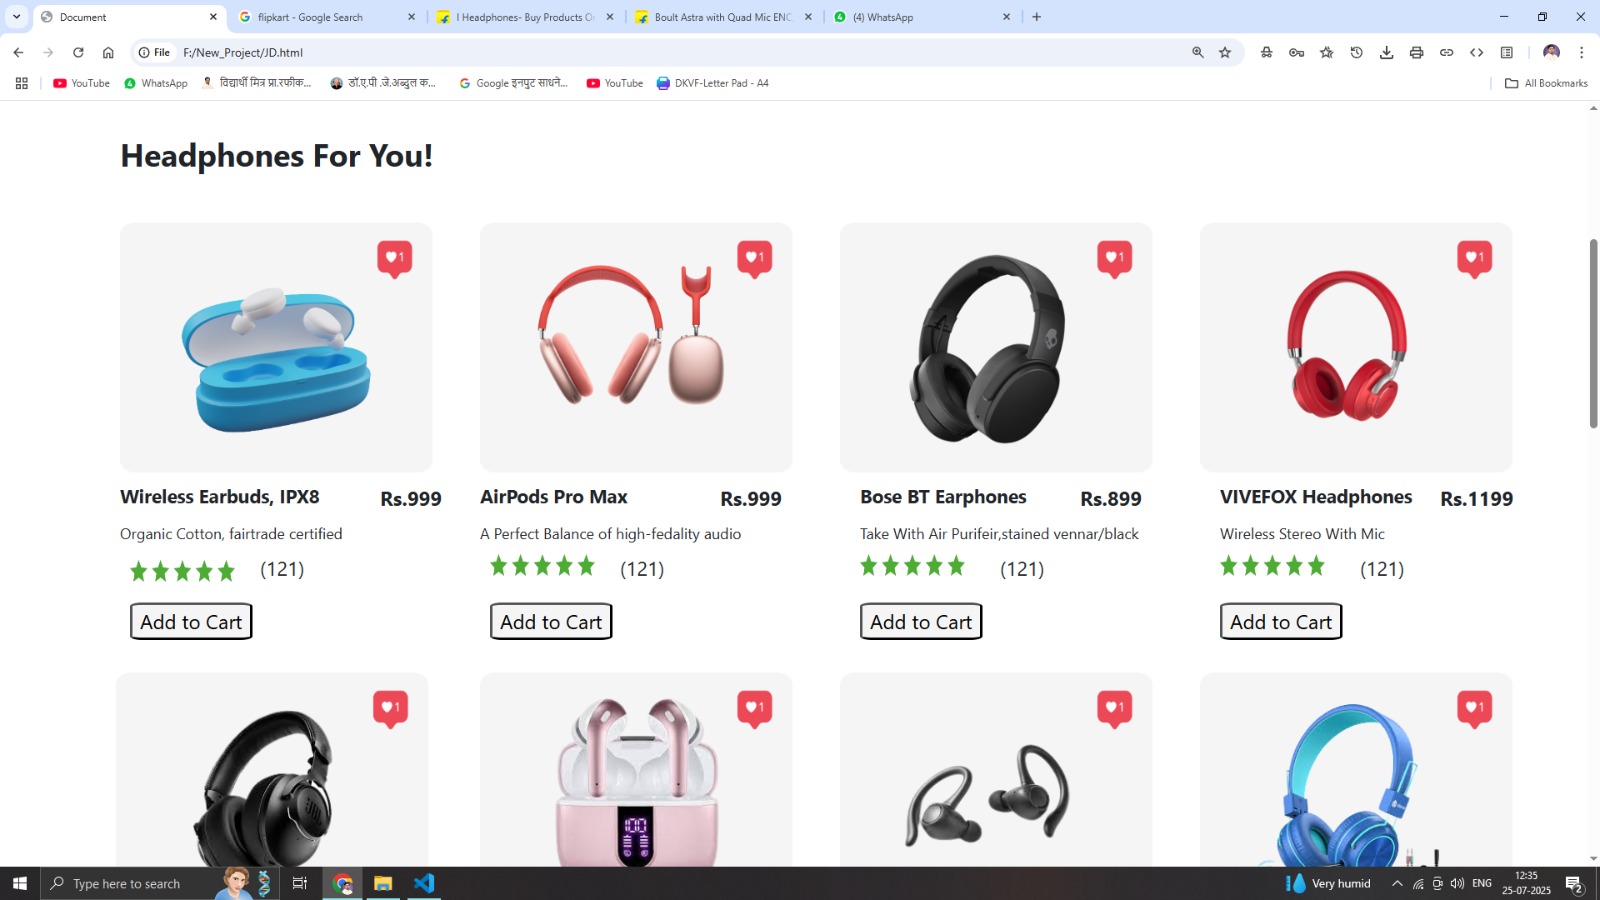 Document
flipkart - Google Search
l Headphones- Buy Products O
Boult Astra with Quad Mic ENC,
(4) WhatsApp
File
F:/New_Project/JD.html
YouTube
WhatsApp
विद्यार्थी मित्र प्रा.रफीक...
डॉ.ए.पी .जे.अब्दुल क...
Google इनपुट साधने...
YouTube
DKVF-Letter Pad - A4
All Bookmarks
Headphones For You!
1
1
1
1
Wireless Earbuds, IPX8 Rs.999
Organic Cotton, fairtrade certified
(121)
Add to Cart
AirPods Pro Max Rs.999
A Perfect Balance of high-fedality audio
(121)
Add to Cart
Bose BT Earphones Rs.899
Take With Air Purifeir,stained vennar/black
(121)
Add to Cart
VIVEFOX Headphones Rs.1199
Wireless Stereo With Mic
(121)
Add to Cart
1
1
1
1
JBL
100
Type here to search
Very humid
ENG
12:35
25-07-2025
2